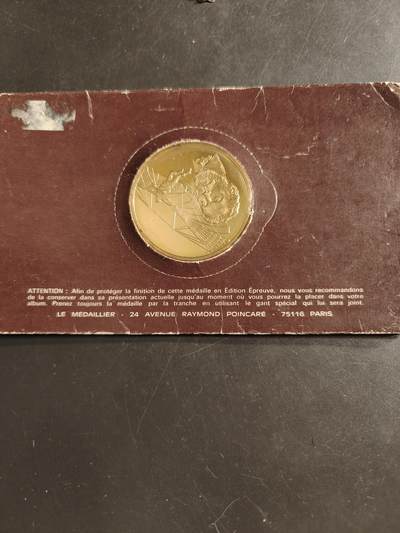 ATTENTION : Afin de protéger la finition de cette médaille en Edition Épreuve, nous vous recommandons
de la conserver dans sa présentation actuelle jusqu'au moment où vous pourrez la placer dans votre
album. Prenez toujours la médaille par la tranche en utilisant le gant spécial qui lui sera joint.
LE MÉDAILLIER - 24 AVENUE RAYMOND POINCARÉ - 75116 PARIS